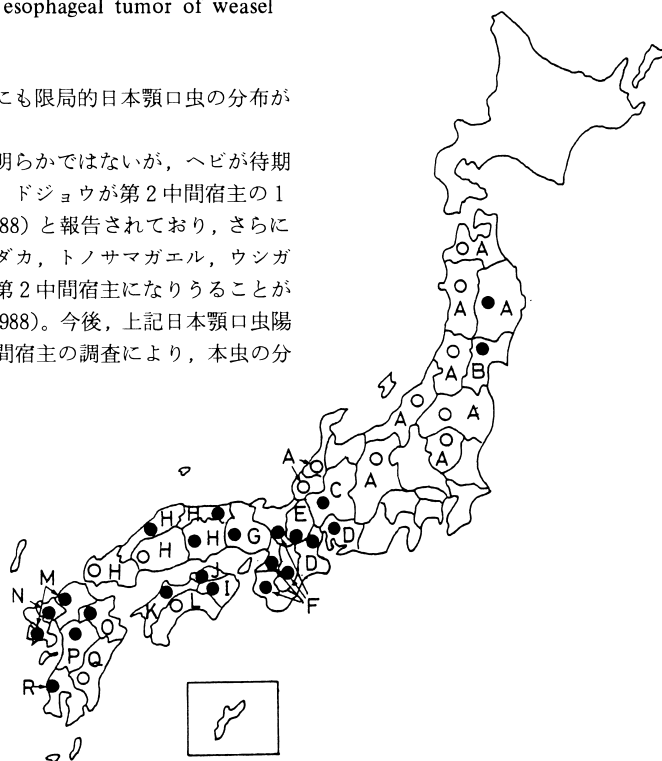 esophageal tumor of weasel
にも限局的日本顎口虫の分布が
明らかではないが，ヘビが待期
ドジョウが第２中間宿主の１
88）と報告されており，さらに
ダカ，トノサマガエル，ウシガ
第２中間宿主になりうることが
988）。今後，上記日本顎口虫陽
間宿主の調査により，本虫の分
A
A
A
B
A
A
A
A
A
A
C
E
D
D
H
H
H
H
H
G
F
J
I
K
L
M
N
O
P
Q
R